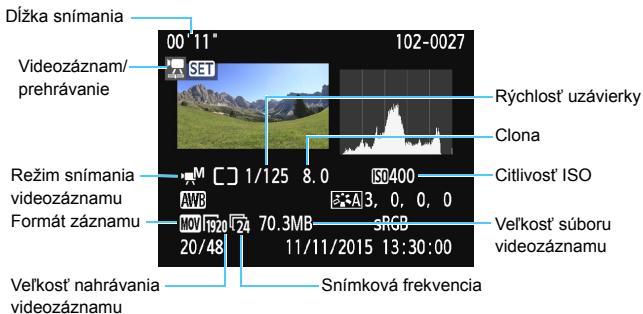 Dĺžka snímania
00'11"
102-0027
SET
Videozáznam/
prehrávanie
Rýchlosť uzávierky
Clona
Režim snímania
videozáznamu
M
1/125
8.0
ISO 400
Citlivosť ISO
AWB
A 3, 0, 0, 0
Formát záznamu
MOV 1920 24 70.3MB sRGB
Veľkosť súboru
videozáznamu
20/48 11/11/2015 13:30:00
Veľkosť nahrávania
videozáznamu
Snímková frekvencia